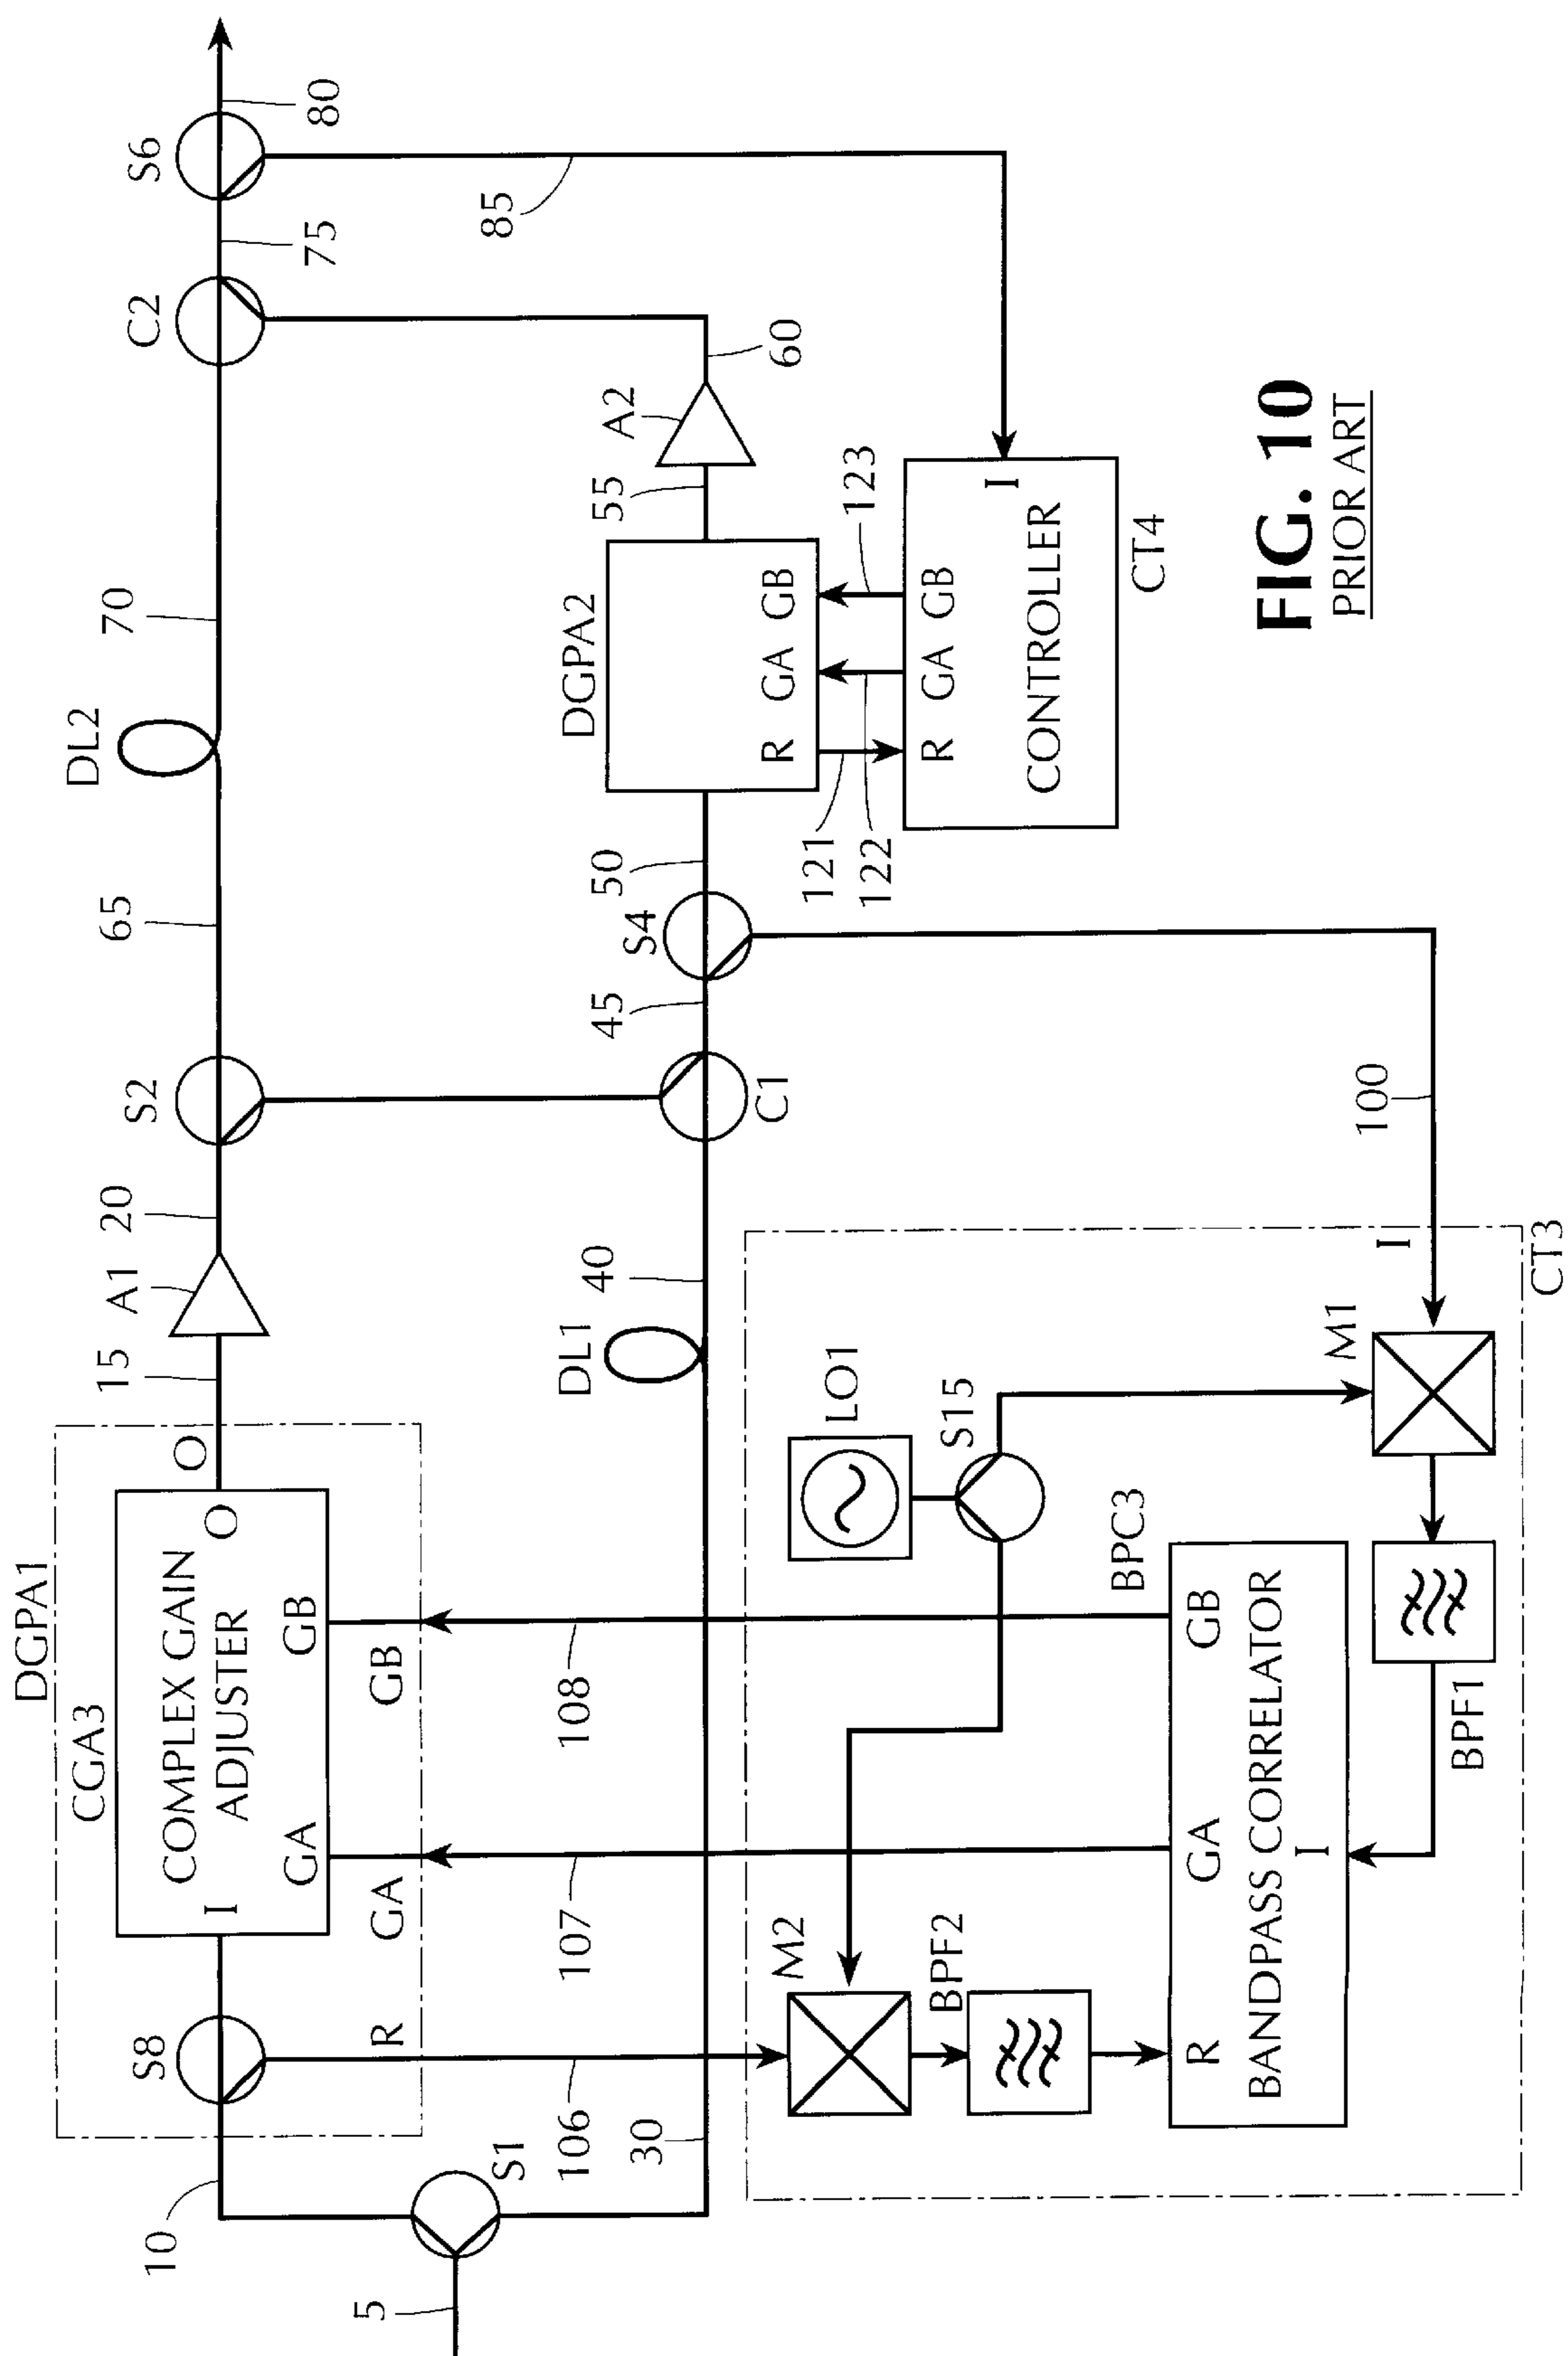 DGPA1
CGA3
COMPLEX GAIN
ADJUSTER
I
O
GA
GB
O
S8
R
GA
GB
10
5
S1
15
A1
20
S2
65
DL2
70
C2
75
S6
80
85
106
30
107
108
DL1
40
C1
45
S4
50
DGPA2
R GA GB
55
A2
60
121
122
123
R GA GB
I
CONTROLLER
CT4
100
I
CT3
M1
LO1
S15
M2
BPF2
BPC3
R
GA
GB
BANDPASS CORRELATOR
I
BPF1
FIG. 10
PRIOR ART